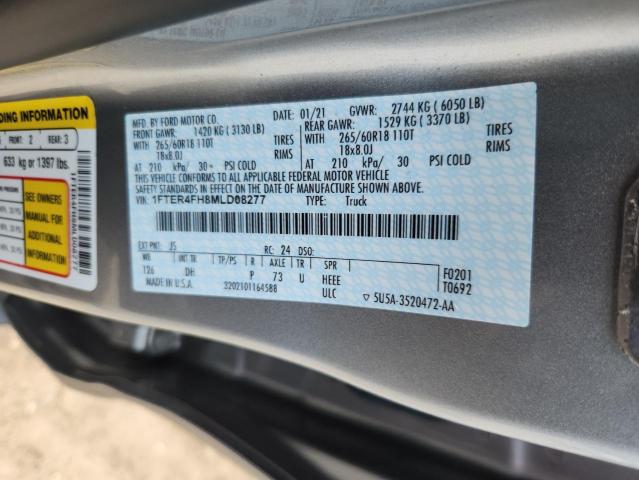 DING INFORMATION
FRONT: 2 REAR: 3
633 kg or 1397 lbs.
SEE OWNERS
MANUAL FOR
ADDITIONAL
INFORMATION
1FTER4FH8MLD08277
MFD. BY FORD MOTOR CO.
01/21 GVWR: 2744 KG ( 6050 LB)
FRONT GAWR: 1420 KG ( 3130 LB)
REAR GAWR: 1529 KG ( 3370 LB)
WITH 265/60R18 110T TIRES
WITH 265/60R18 110T TIRES
18x8.0J RIMS
18x8.0J RIMS
AT 210 kPa/ 30 PSI COLD
AT 210 kPa/ 30 PSI COLD
THIS VEHICLE CONFORMS TO ALL APPLICABLE FEDERAL MOTOR VEHICLE
SAFETY STANDARDS IN EFFECT ON THE DATE OF MANUFACTURE SHOWN ABOVE.
VIN: 1FTER4FH8MLD08277 TYPE: Truck
EXT PNT: J5 RC: 24 DSO:
WB INT TR TP/PS R AXLE TR SPR
126 DH P 73 U HEEE F0201
MADE IN U.S.A. 3202101164588 ULC 5U5A-3520472-AA T0692